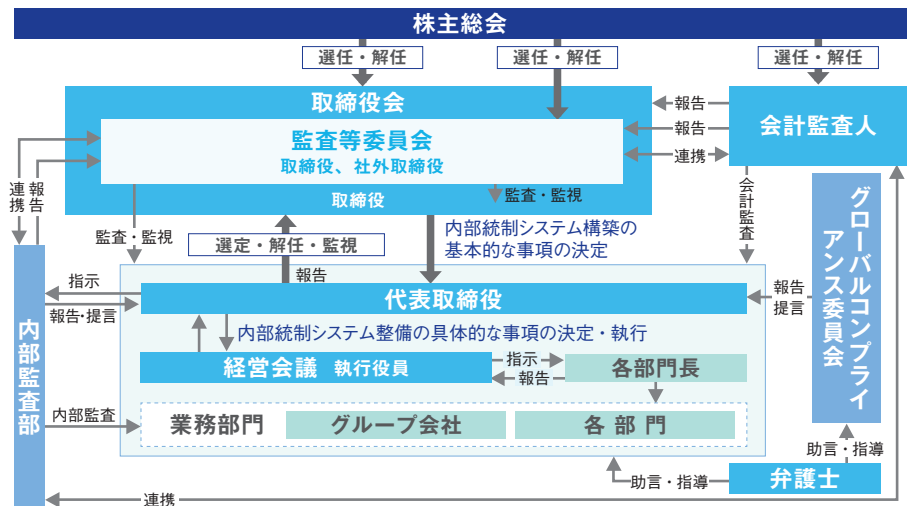 株主総会
選任・解任
選任・解任
選任・解任
取締役会
監査等委員会
取締役、社外取締役
取締役
監査・監視
会計監査人
報告
報告
連携
連携
報告
監査・監視
選定・解任・監視
報告
内部統制システム構築の
基本的な事項の決定
会計監査
グローバルコンプライ
アンス委員会
指示
報告・提言
代表取締役
報告
提言
内部統制システム整備の具体的な事項の決定・執行
内部監査部
経営会議 執行役員
指示
報告
各部門長
内部監査
業務部門
グループ会社
各部門
助言・指導
助言・指導
弁護士
連携